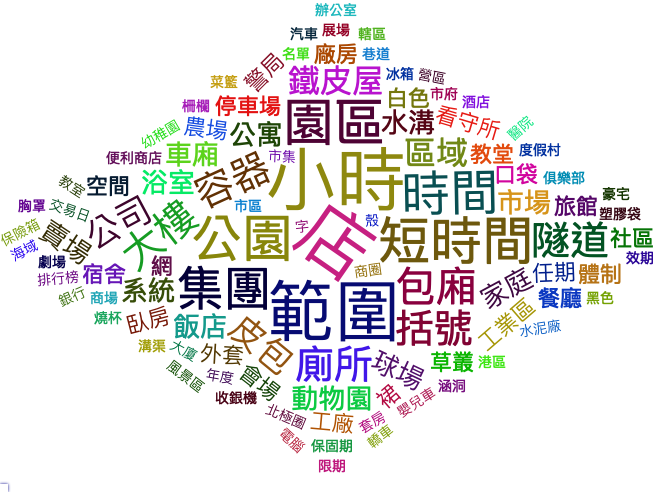 辦公室
汽車
展場
轄區
名單
廠房
巷道
警局
鐵皮屋
冰箱
營區
菜籃
白色
市府
酒店
柵欄
停車場
園區
水溝
看守所
醫院
幼稚園
農場
公寓
區域
教堂
度假村
便利商店
車廂
市集
小時
時間
口袋
俱樂部
教室
空間
浴室
容器
豪宅
胸罩
交易日
公司
市區
殼
市場
旅館
塑膠袋
保險箱
賣場
大樓
公園
字
店
短時間
隧道
社區
海域
劇場
網
商圈
效期
排行榜
宿舍
系統
集團
範圍
包廂
家庭
任期
體制
銀行
商場
餐廳
黑色
燒杯
臥房
飯店
皮包
括號
工業區
水泥廠
溝渠
大廈
外套
廁所
球場
草叢
港區
風景區
年度
會場
動物園
裙
涵洞
收銀機
嬰兒車
北極圈
工廠
套房
轎車
電腦
保固期
限期